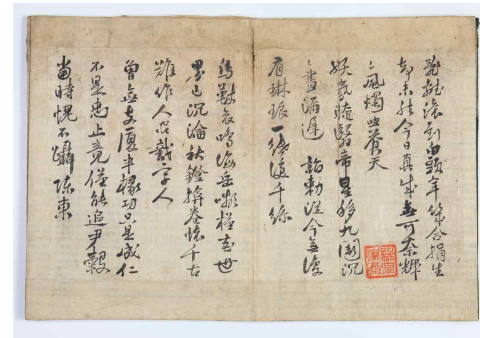 亂離滾到白頭年幾合捐生
却未然今日真成無可奈輝
〻風燭照蒼天
妖氛晻翳帝星移九闕沉
〻晝漏遲 詔勅從今無復
有琳琅一紙淚千絲
鳥獸哀鳴海岳嚬槿花世
界已沉淪秋鐙掩卷懷千古
難作人間識字人
曾無支厦半椽功只是成仁
不是忠止竟僅能追尹穀
當時愧不躡陳東